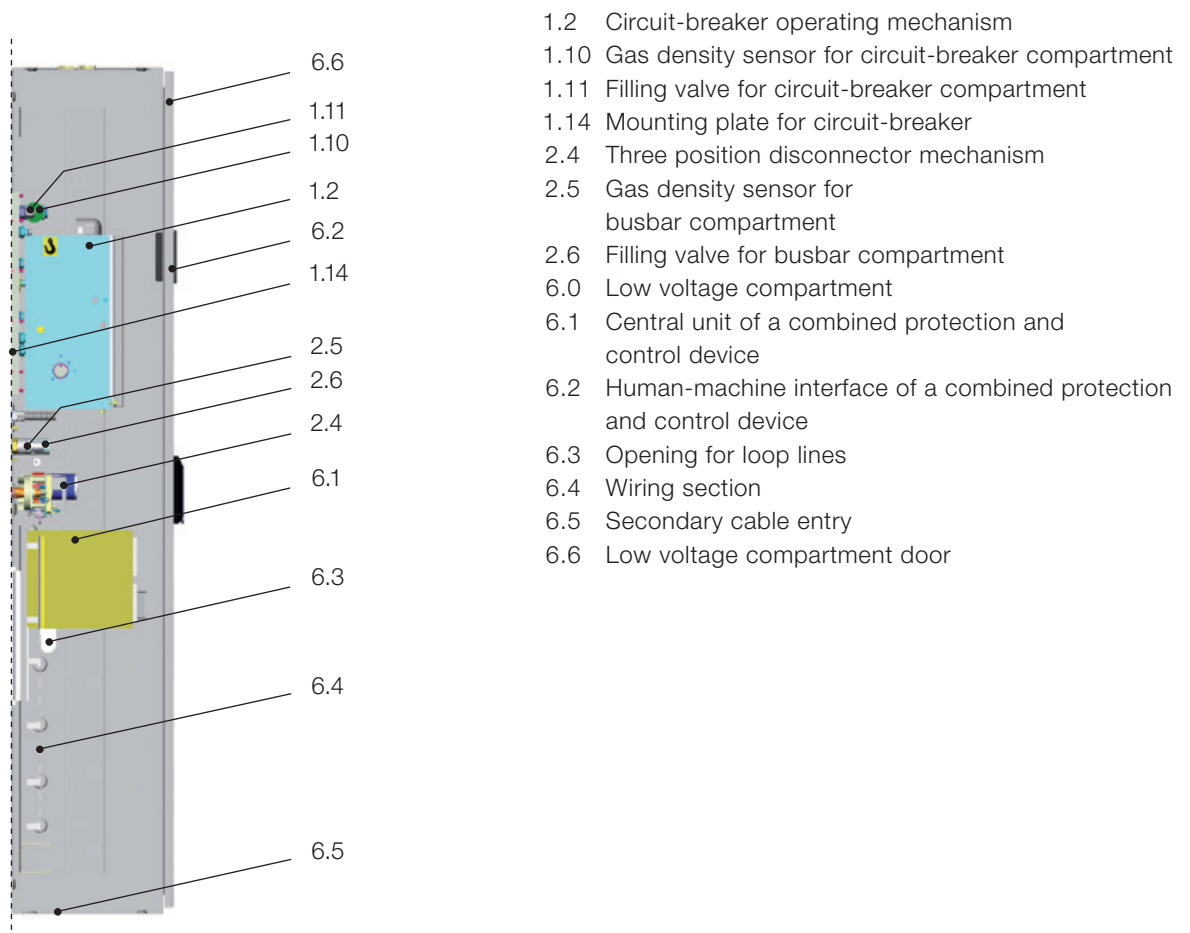 6.6
1.11
1.10
1.2
6.2
1.14
2.5
2.6
2.4
6.1
6.3
6.4
6.5
1.2 Circuit-breaker operating mechanism
1.10 Gas density sensor for circuit-breaker compartment
1.11 Filling valve for circuit-breaker compartment
1.14 Mounting plate for circuit-breaker
2.4 Three position disconnector mechanism
2.5 Gas density sensor for
busbar compartment
2.6 Filling valve for busbar compartment
6.0 Low voltage compartment
6.1 Central unit of a combined protection and
control device
6.2 Human-machine interface of a combined protection
and control device
6.3 Opening for loop lines
6.4 Wiring section
6.5 Secondary cable entry
6.6 Low voltage compartment door